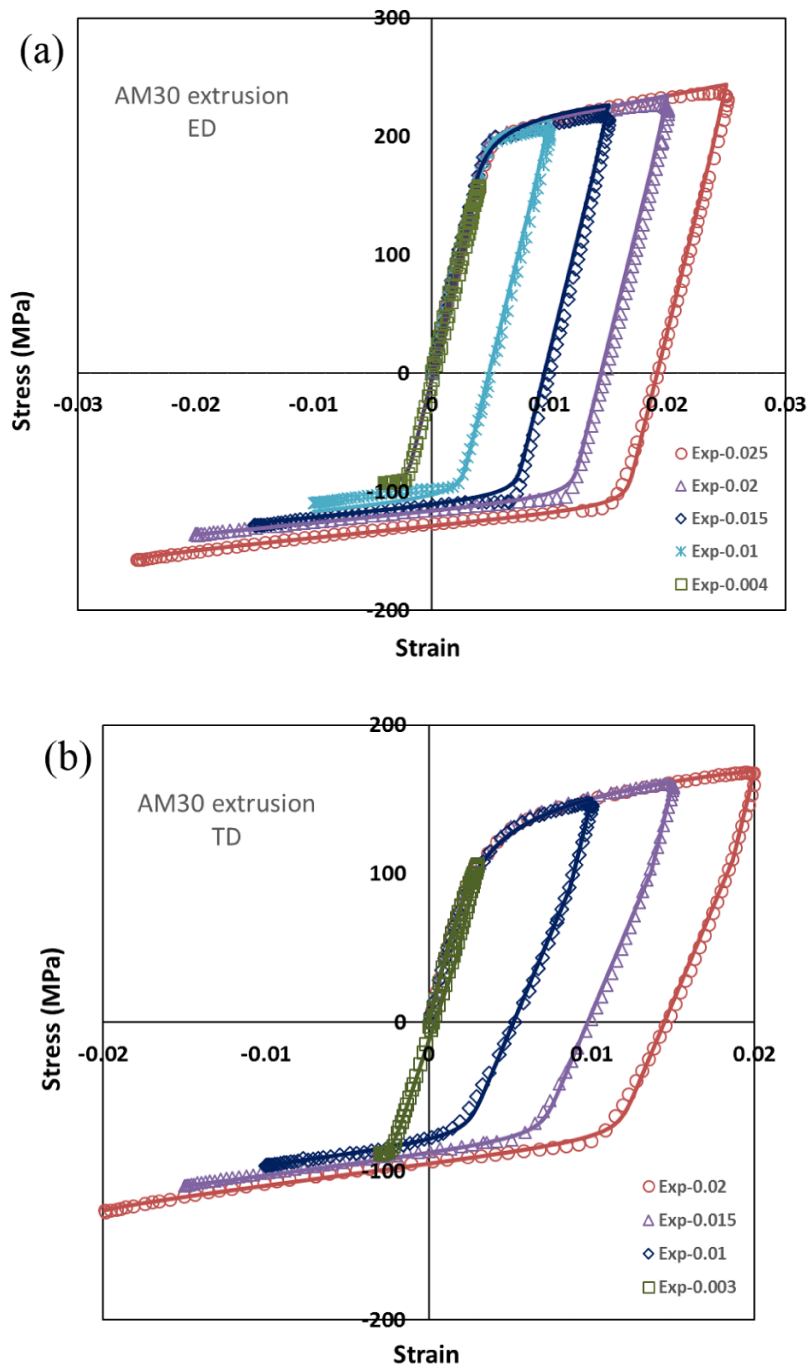 (a)
AM30 extrusion
ED
300
200
100
0
-100
-200
-0.03 -0.02 -0.01 0 0.01 0.02 0.03
Stress (MPa)
Strain
Exp-0.025
Exp-0.02
Exp-0.015
Exp-0.01
Exp-0.004
(b)
AM30 extrusion
TD
200
100
0
-100
-200
-0.02 -0.01 0 0.01 0.02
Stress (MPa)
Strain
Exp-0.02
Exp-0.015
Exp-0.01
Exp-0.003